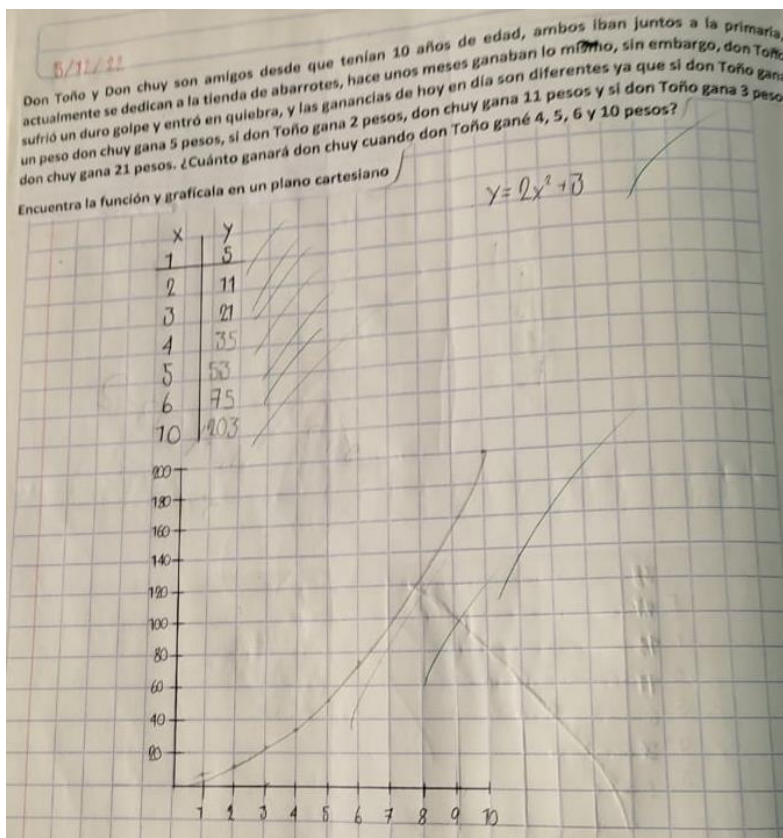 5/12/22
Don Toño y Don chuy son amigos desde que tenían 10 años de edad, ambos iban juntos a la primaria,
actualmente se dedican a la tienda de abarrotes, hace unos meses ganaban lo mismo, sin embargo, don Toño
sufrió un duro golpe y entró en quiebra, y las ganancias de hoy en día son diferentes ya que si don Toño gana
un peso don chuy gana 5 pesos, si don Toño gana 2 pesos, don chuy gana 11 pesos y si don Toño gana 3 peso
don chuy gana 21 pesos. ¿Cuánto ganará don chuy cuando don Toño gané 4, 5, 6 y 10 pesos?
Encuentra la función y grafícala en un plano cartesiano
y = 2x² + 3
x y
1 5
2 11
3 21
4 35
5 53
6 75
10 203
200
180
160
140
120
100
80
60
40
20
1 2 3 4 5 6 7 8 9 10